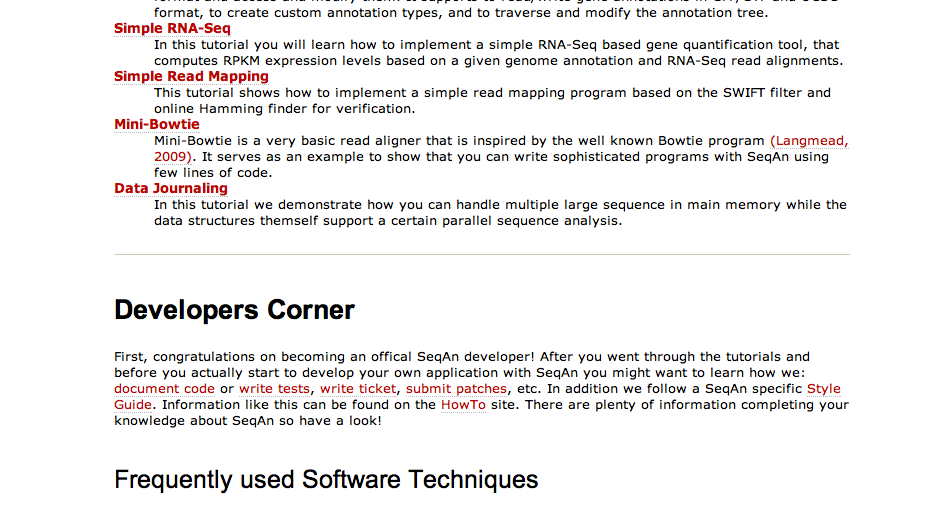 format, to create custom annotation types, and to traverse and modify the annotation tree.
Simple RNA-Seq
In this tutorial you will learn how to implement a simple RNA-Seq based gene quantification tool, that
computes RPKM expression levels based on a given genome annotation and RNA-Seq read alignments.
Simple Read Mapping
This tutorial shows how to implement a simple read mapping program based on the SWIFT filter and
online Hamming finder for verification.
Mini-Bowtie
Mini-Bowtie is a very basic read aligner that is inspired by the well known Bowtie program (Langmead,
2009). It serves as an example to show that you can write sophisticated programs with SeqAn using
few lines of code.
Data Journaling
In this tutorial we demonstrate how you can handle multiple large sequence in main memory while the
data structures themself support a certain parallel sequence analysis.
Developers Corner
First, congratulations on becoming an offical SeqAn developer! After you went through the tutorials and
before you actually start to develop your own application with SeqAn you might want to learn how we:
document code or write tests, write ticket, submit patches, etc. In addition we follow a SeqAn specific Style
Guide. Information like this can be found on the HowTo site. There are plenty of information completing your
knowledge about SeqAn so have a look!
Frequently used Software Techniques